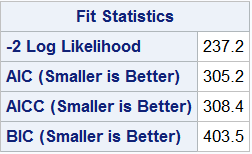 Fit Statistics
-2 Log Likelihood 237.2
AIC (Smaller is Better) 305.2
AICC (Smaller is Better) 308.4
BIC (Smaller is Better) 403.5